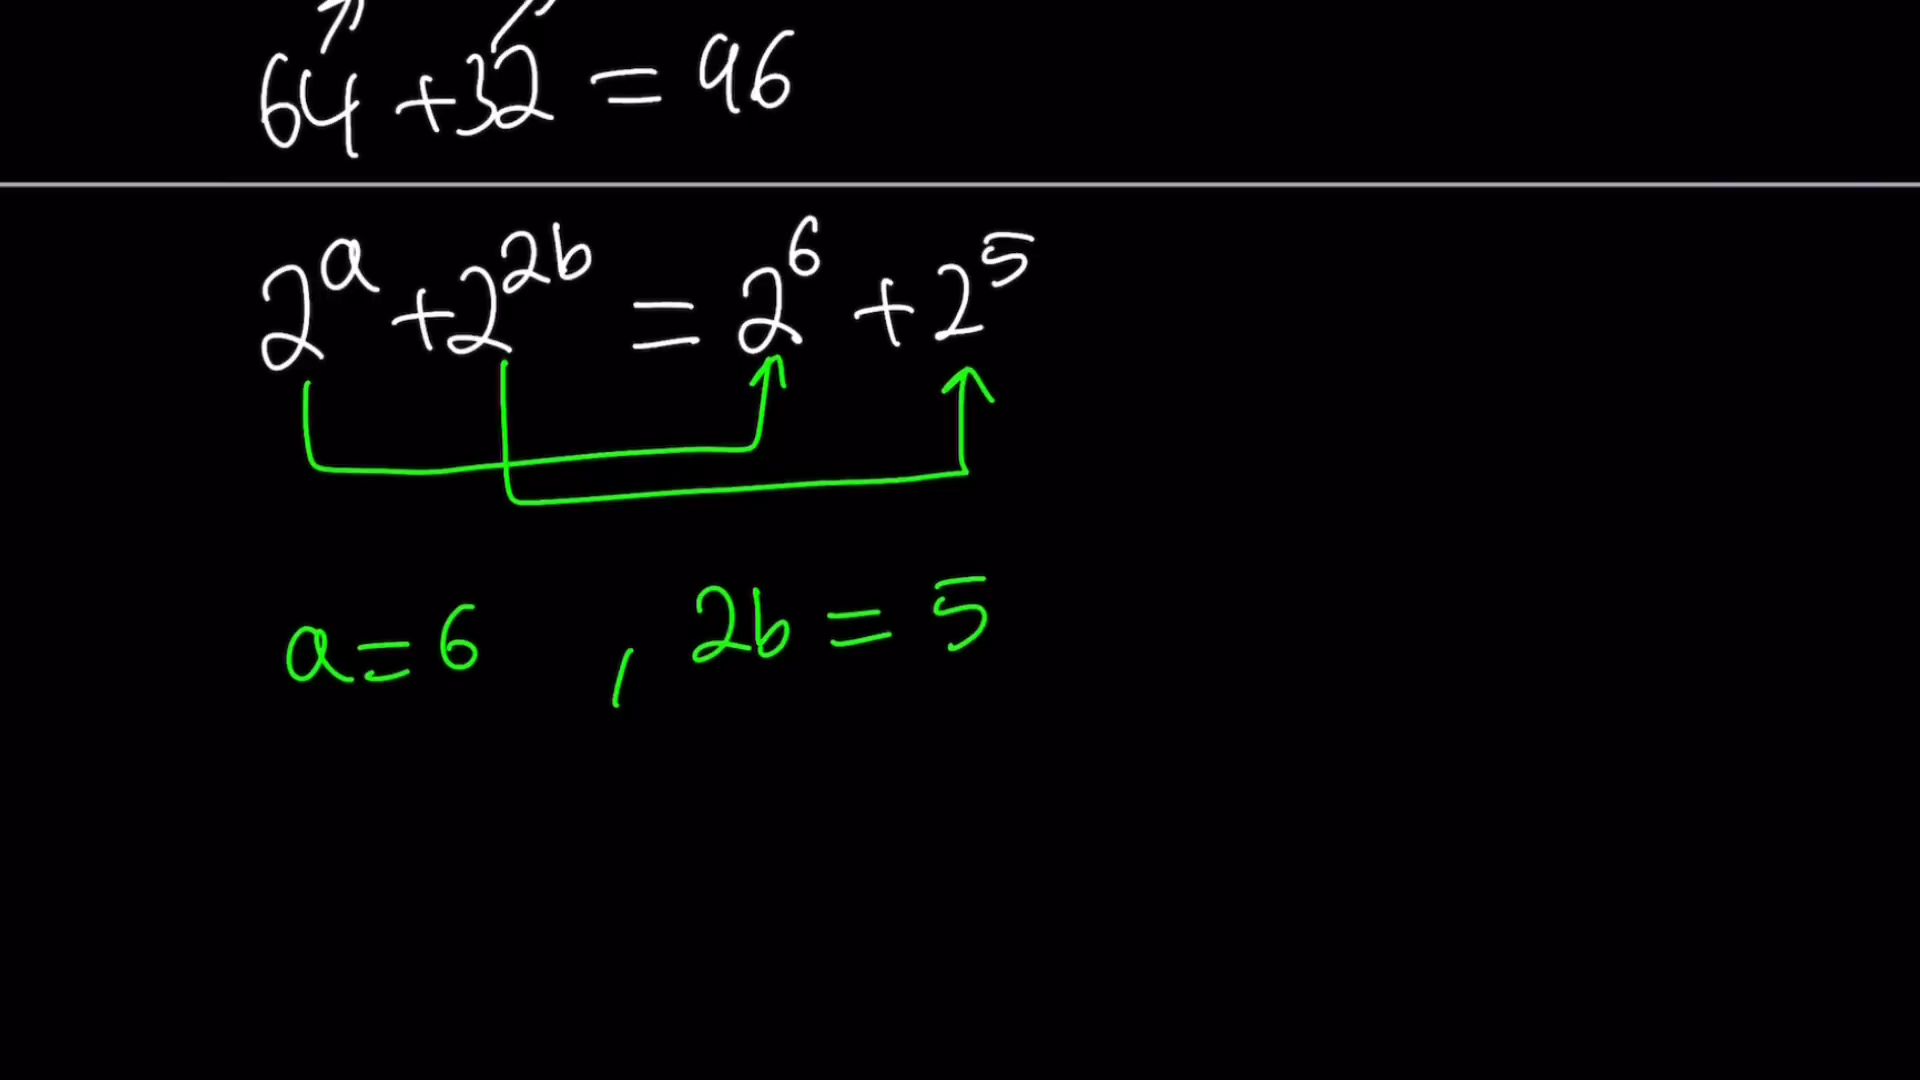 64 + 32 = 96
2^a + 2^2b = 2^6 + 2^5
a = 6 , 2b = 5